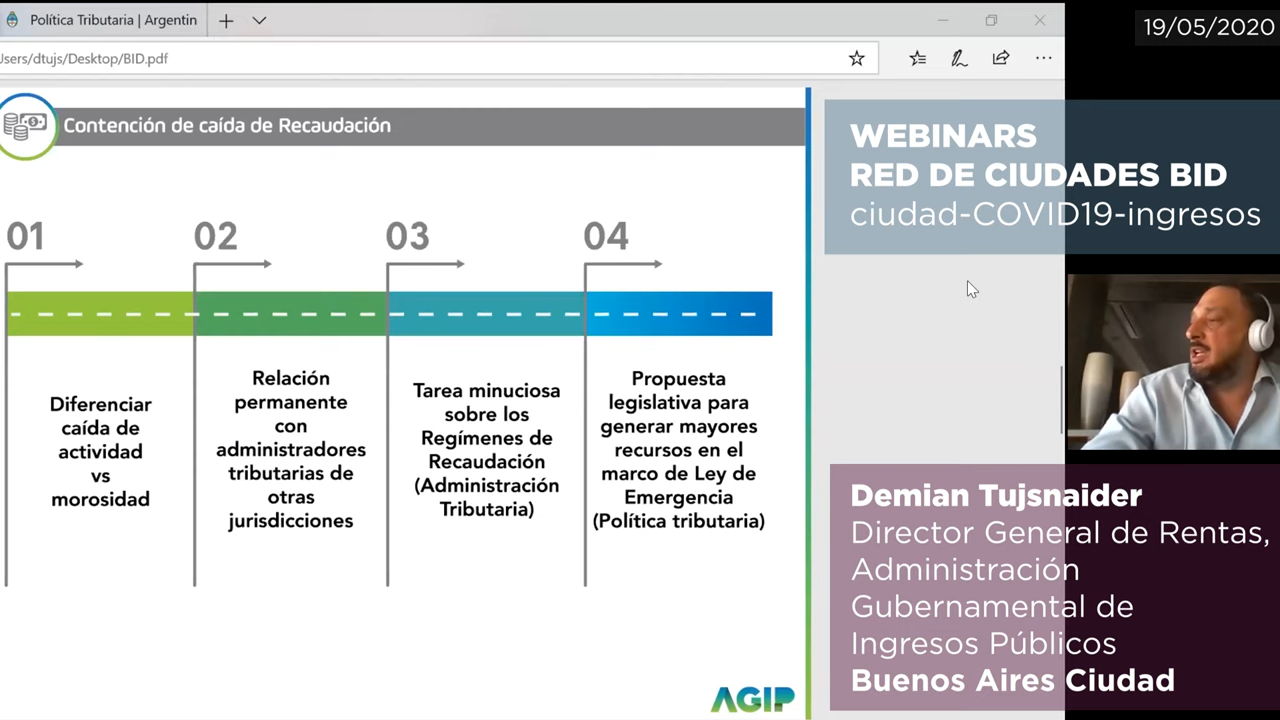 Política Tributaria | Argentin
Users/dtujs/Desktop/BID.pdf
19/05/2020
Contención de caída de Recaudación
01
02
03
04
Diferenciar
caída de
actividad
vs
morosidad
Relación
permanente
con
administradores
tributarias de
otras
jurisdicciones
Tarea minuciosa
sobre los
Regímenes de
Recaudación
(Administración
Tributaria)
Propuesta
legislativa para
generar mayores
recursos en el
marco de Ley de
Emergencia
(Política tributaria)
AGIP
WEBINARS
RED DE CIUDADES BID
ciudad-COVID19-ingresos
Demian Tujsnaider
Director General de Rentas,
Administración
Gubernamental de
Ingresos Públicos
Buenos Aires Ciudad